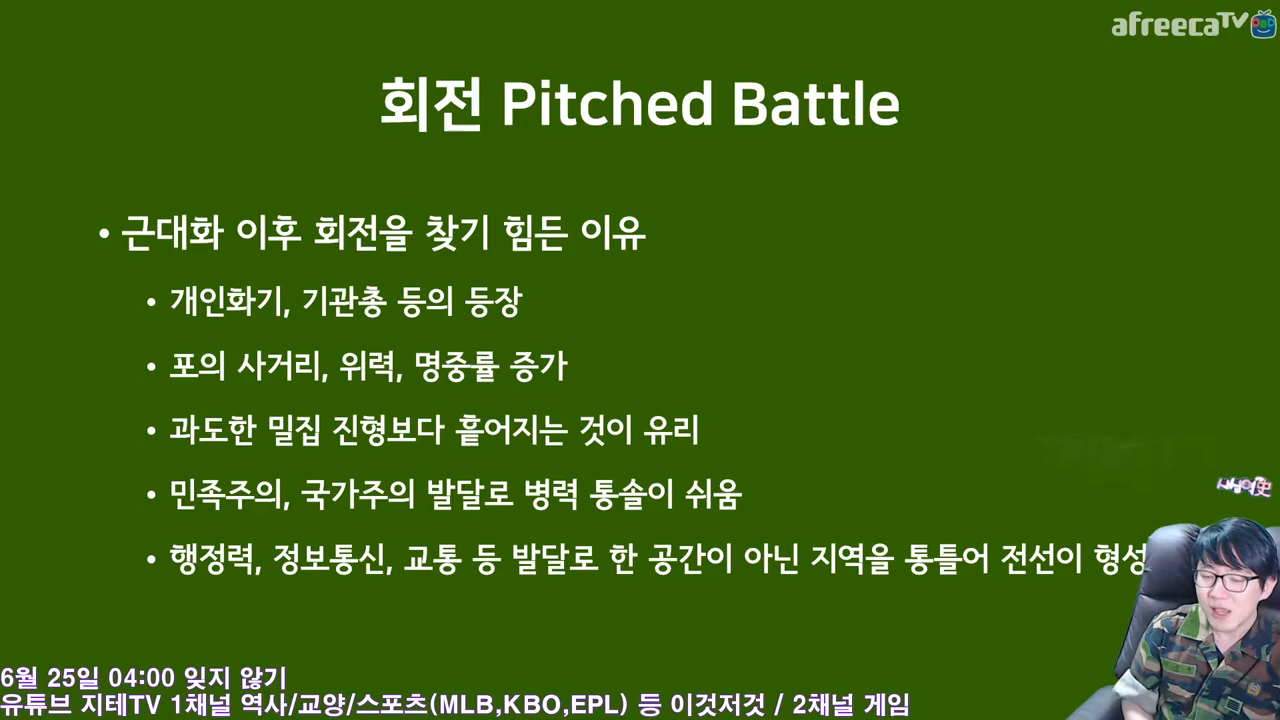 afreecaTV
회전 Pitched Battle
• 근대화 이후 회전을 찾기 힘든 이유
• 개인화기, 기관총 등의 등장
• 포의 사거리, 위력, 명중률 증가
• 과도한 밀집 진형보다 흩어지는 것이 유리
• 민족주의, 국가주의 발달로 병력 통솔이 쉬움
• 행정력, 정보통신, 교통 등 발달로 한 공간이 아닌 지역을 통틀어 전선이 형성
6월 25일 04:00 잊지 않기
유튜브 지테TV 1채널 역사/교양/스포츠(MLB,KBO,EPL) 등 이것저것 / 2채널 게임